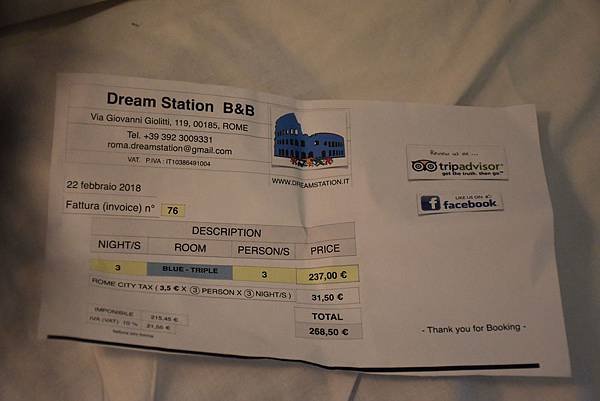 Dream Station B&B
Via Giovanni Giolitti, 119, 00185, ROME
Tel. +39 392 3009331
roma.dreamstation@gmail.com
VAT. P.IVA : IT10386491004
WWW.DREAMSTATION.IT
22 febbraio 2018
Fattura (invoice) n° 76
DESCRIPTION
NIGHT/S ROOM PERSON/S PRICE
3 BLUE - TRIPLE 3 237,00 €
ROME CITY TAX ( 3,5 € X 3 PERSON X 3 NIGHT/S ) 31,50 €
TOTAL
268,50 €
IMPONIBILE 215,45 €
IVA (VAT) 10 % 21,55 €
Review us on ...
tripadvisor
get the truth. then go.™
LIKE US ON
f facebook
- Thank you for Booking -